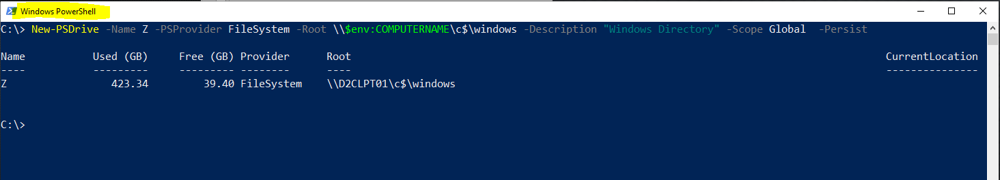 Windows PowerShell
C:\> New-PSDrive -Name Z -PSProvider FileSystem -Root \\$env:COMPUTERNAME\c$\windows -Description "Windows Directory" -Scope Global  -Persist
Name           Used (GB)     Free (GB) Provider      Root                                                                                       CurrentLocation
----           ---------     --------- --------      ----                                                                                       ---------------
Z                 423.34         39.40 FileSystem    \\D2CLPT01\c$\windows
C:\>